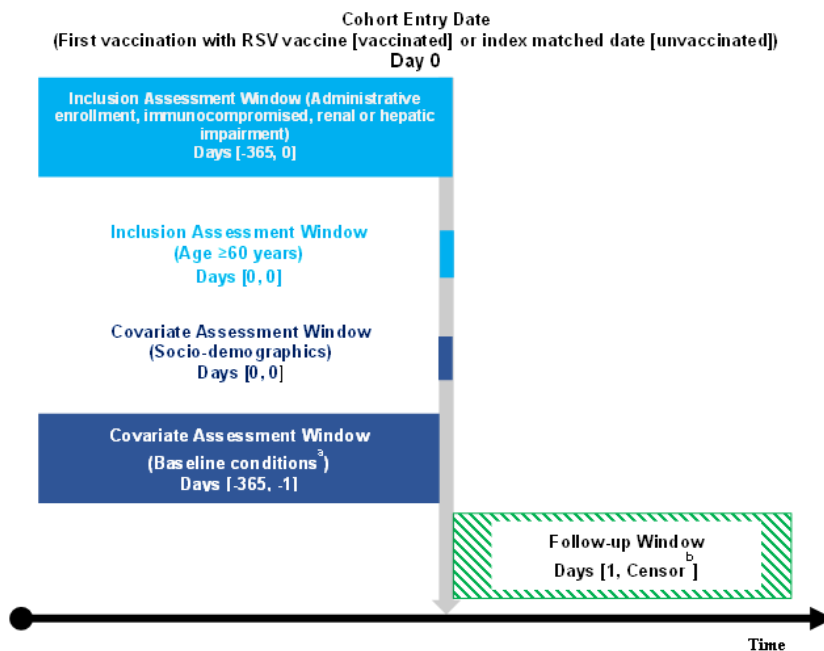 Cohort Entry Date
(First vaccination with RSV vaccine [vaccinated] or index matched date [unvaccinated])
Day 0
Inclusion Assessment Window (Administrative
enrollment, immunocompromised, renal or hepatic
impairment)
Days [-365, 0]
Inclusion Assessment Window
(Age ≥60 years)
Days [0, 0]
Covariate Assessment Window
(Socio-demographics)
Days [0, 0]
Covariate Assessment Window
(Baseline conditionsᵃ)
Days [-365, -1]
Follow-up Window
Days [1, Censorᵇ]
Time